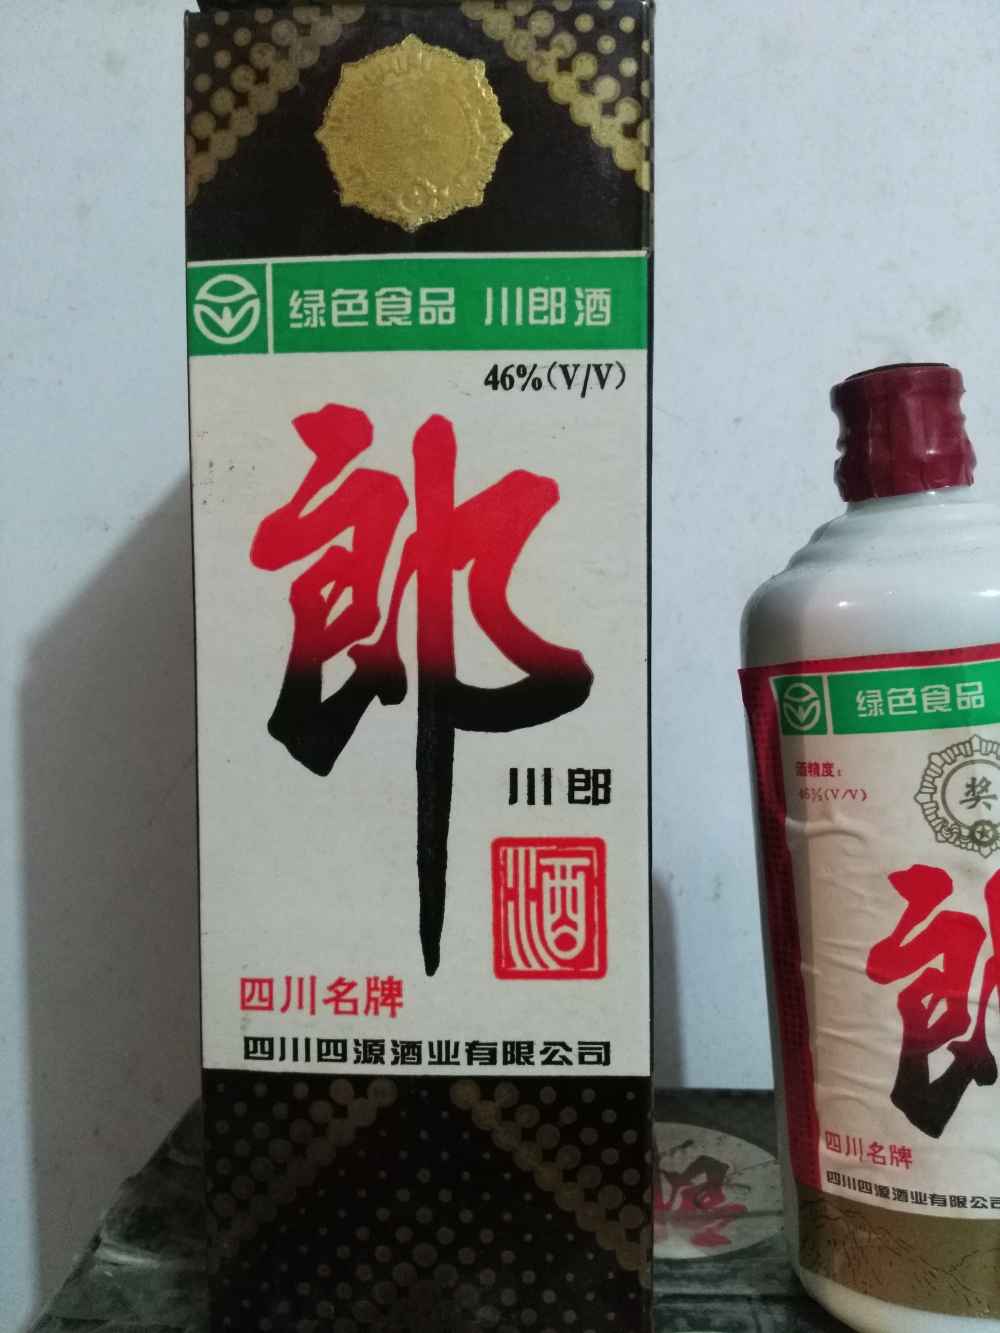 绿色食品 川郎酒
46%(V/V)
郎
川郎
酒
四川名牌
四川四源酒业有限公司
绿色食品
酒精度:
46%(V/V)
奖
郎
四川名牌
四川四源酒业有限公司